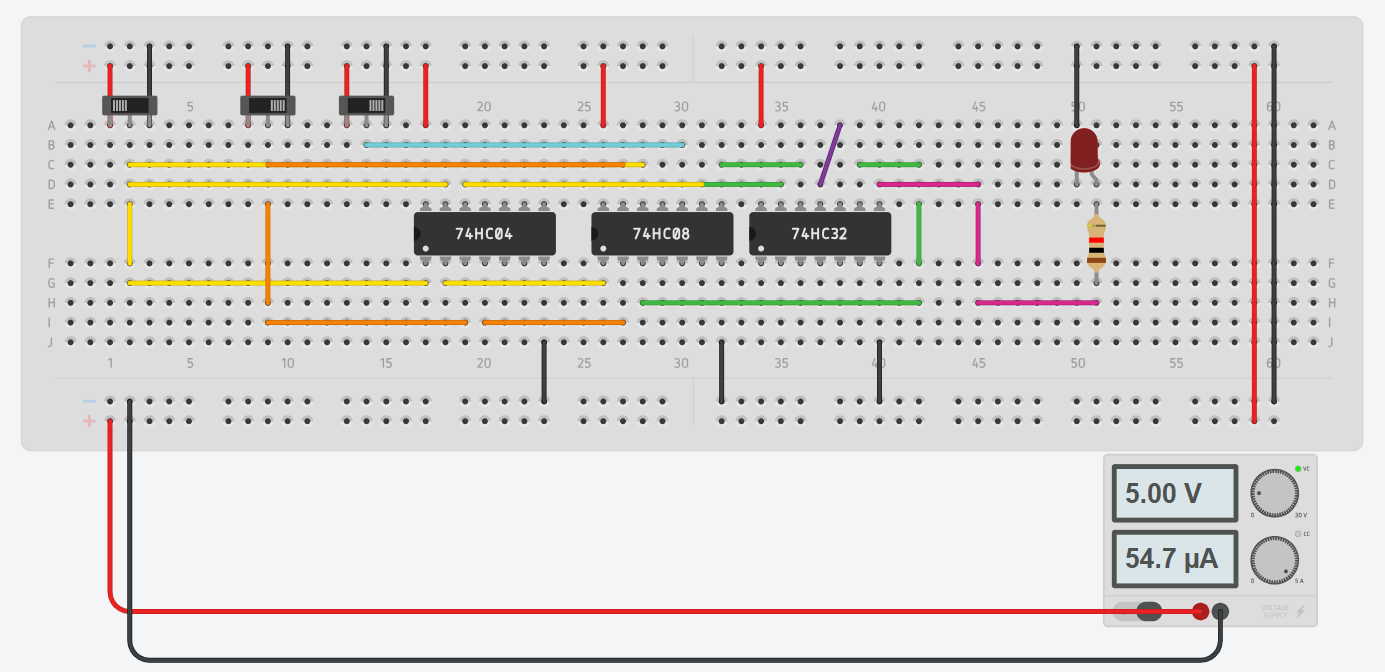 − −
+ +
5 20 25 30 35 40 45 50 55 60
A A
B B
C C
D D
E E
74HC04 74HC08 74HC32
F F
G G
H H
I I
J J
1 5 10 15 20 25 30 35 40 45 50 55 60
−
+
5.00 V
VC
0 30 V
CC
54.7 µA
0 5 A
VOLTAGE
SUPPLY